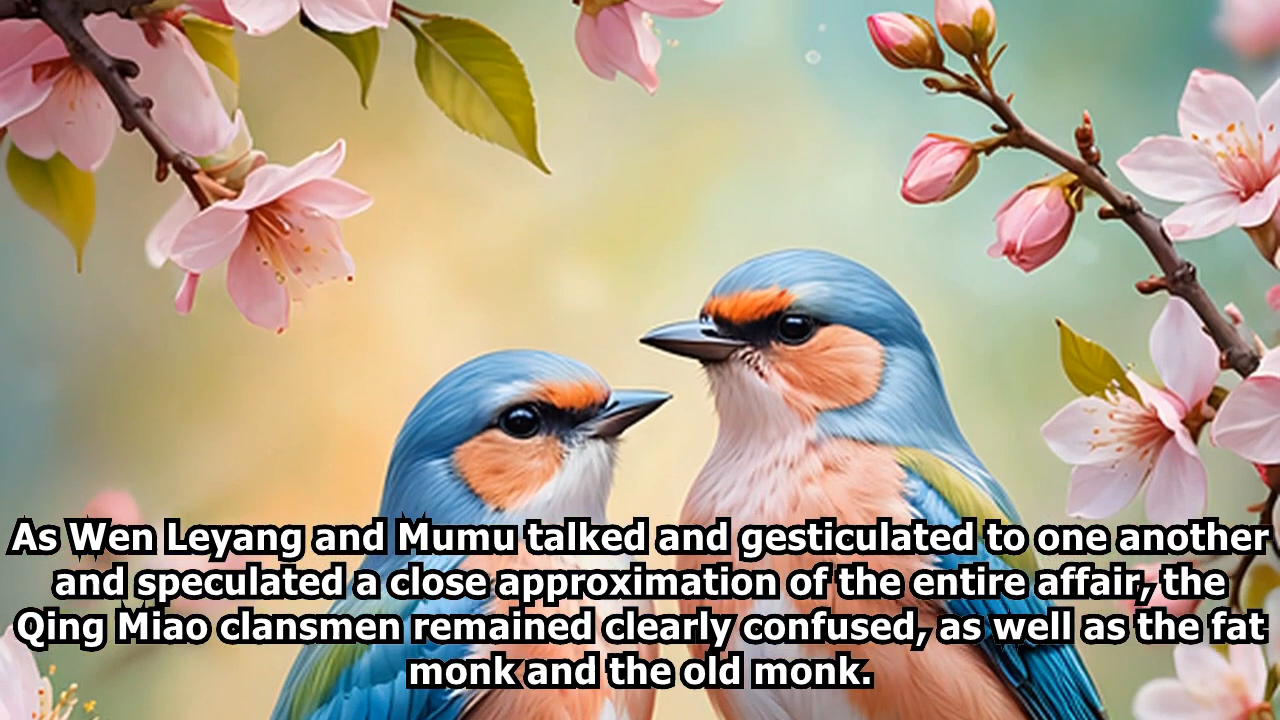 As Wen Leyang and Mumu talked and gesticulated to one another
and speculated a close approximation of the entire affair, the
Qing Miao clansmen remained clearly confused, as well as the fat
monk and the old monk.